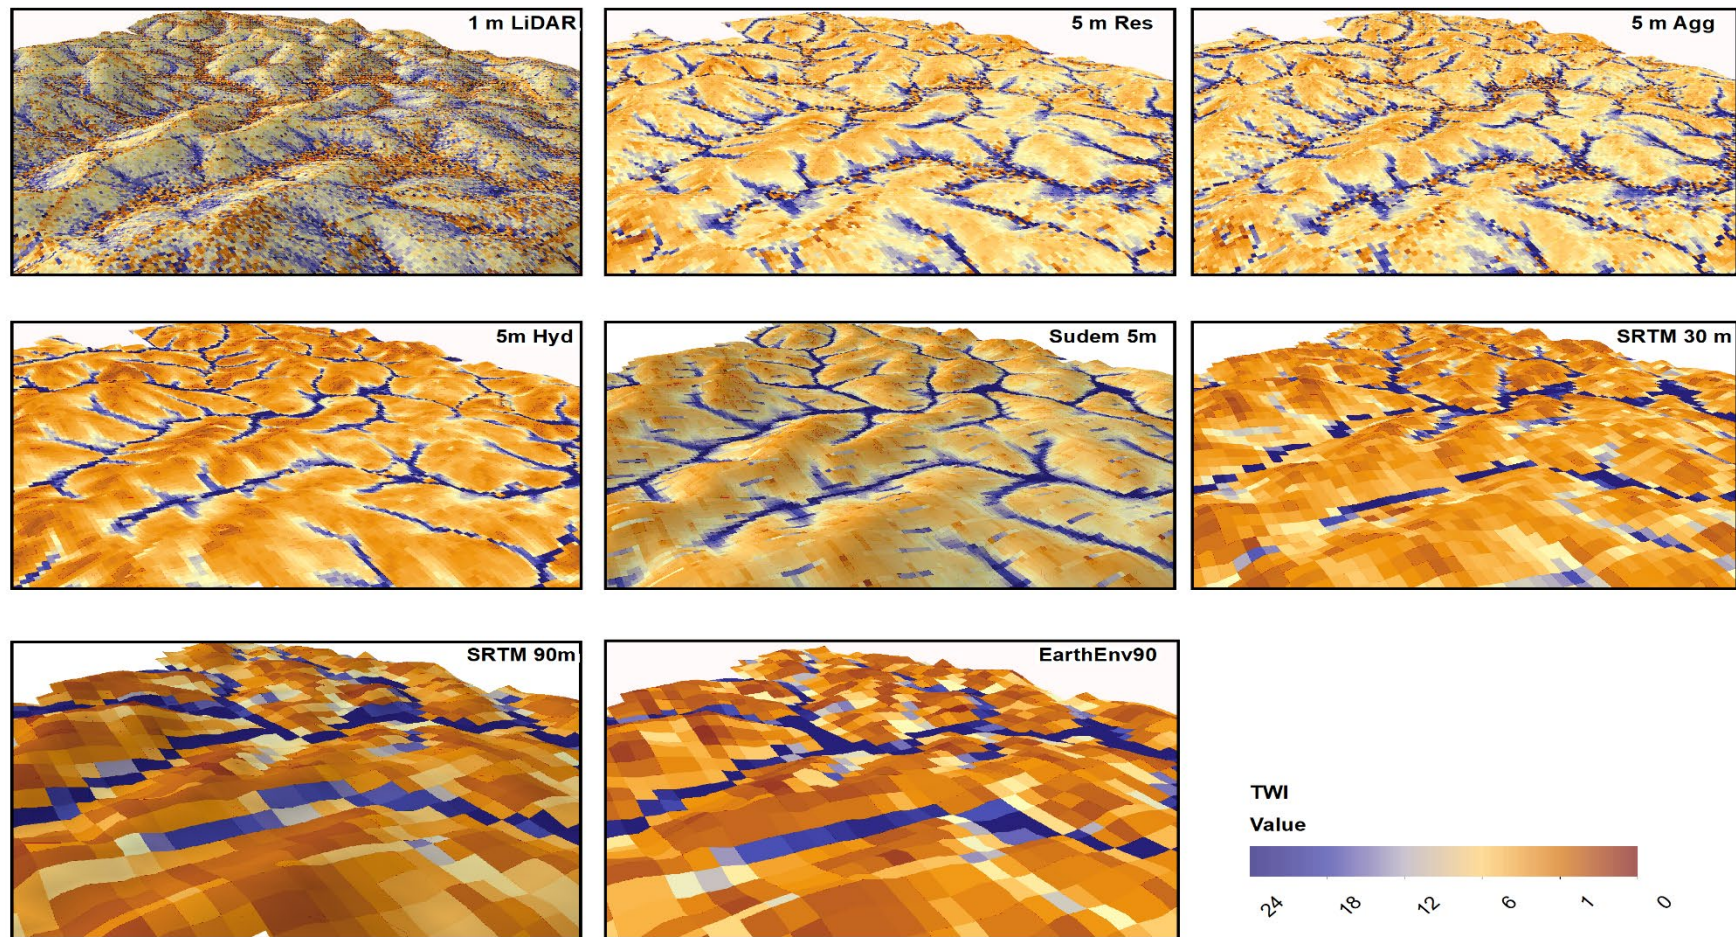 1 m LiDAR
5 m Res
5 m Agg
5m Hyd
Sudem 5m
SRTM 30 m
SRTM 90m
EarthEnv90
TWI
Value
24 18 12 6 1 0